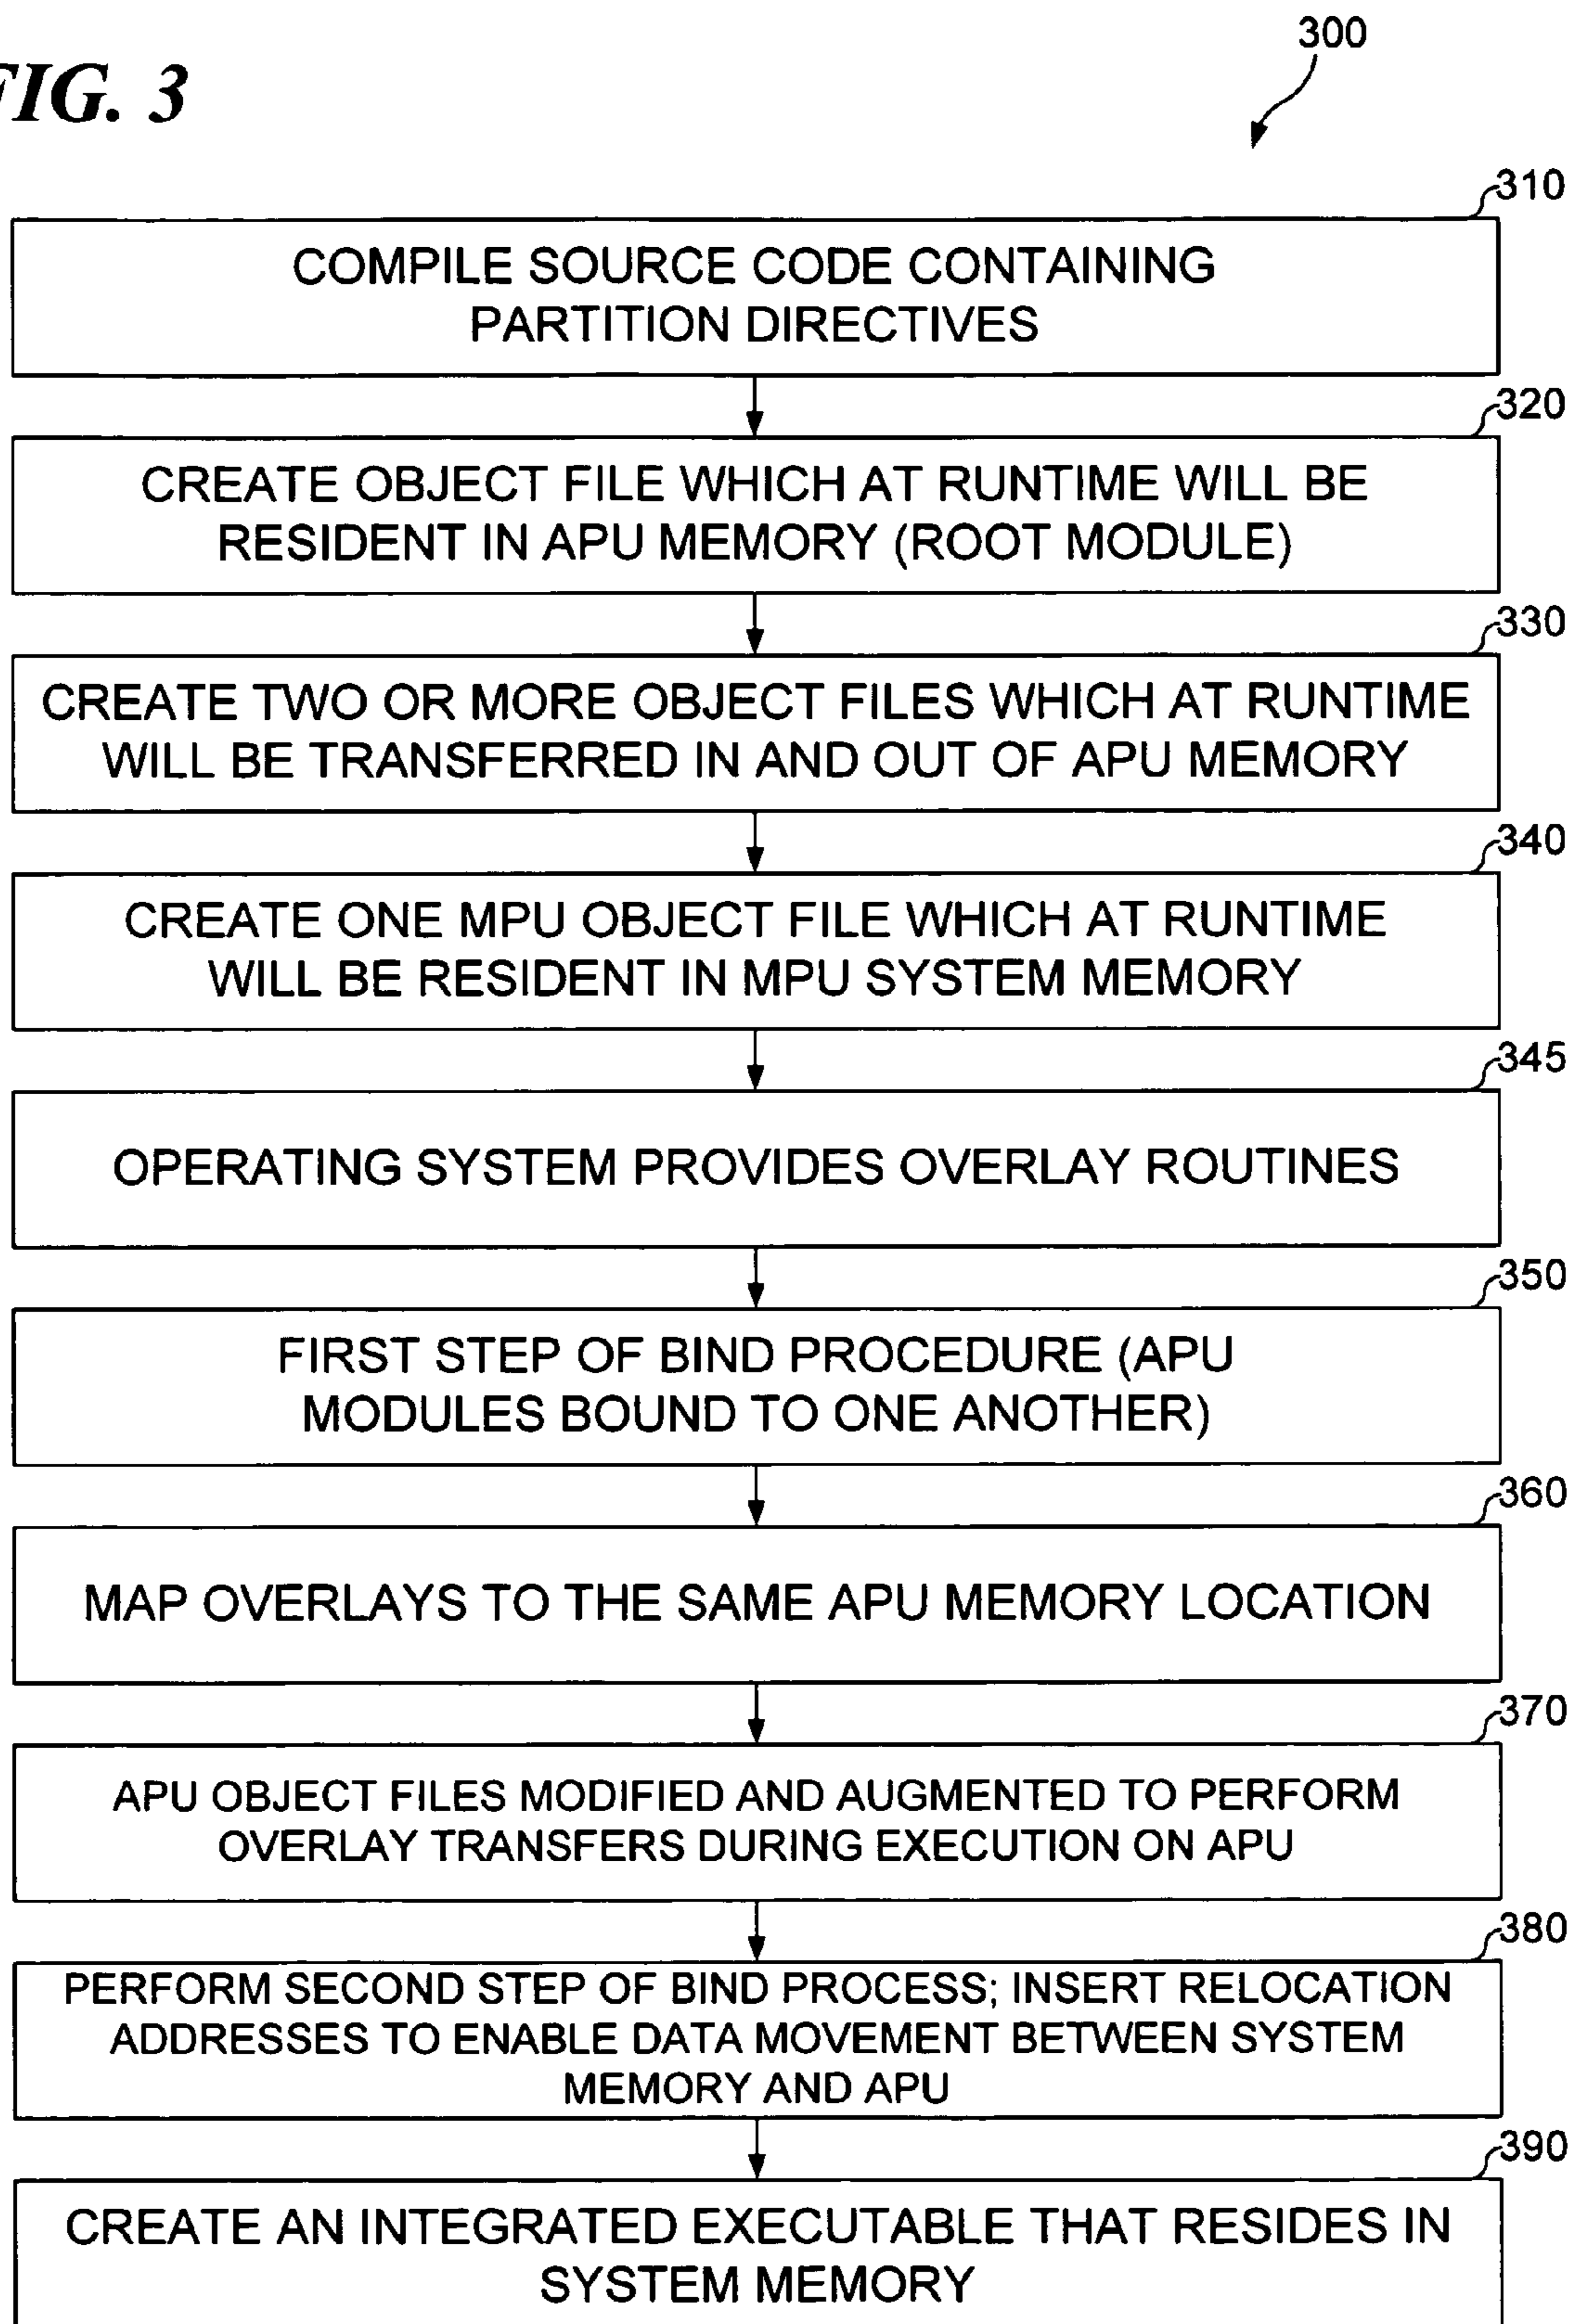 FIG. 3
300
310
COMPILE SOURCE CODE CONTAINING
PARTITION DIRECTIVES
320
CREATE OBJECT FILE WHICH AT RUNTIME WILL BE
RESIDENT IN APU MEMORY (ROOT MODULE)
330
CREATE TWO OR MORE OBJECT FILES WHICH AT RUNTIME
WILL BE TRANSFERRED IN AND OUT OF APU MEMORY
340
CREATE ONE MPU OBJECT FILE WHICH AT RUNTIME
WILL BE RESIDENT IN MPU SYSTEM MEMORY
345
OPERATING SYSTEM PROVIDES OVERLAY ROUTINES
350
FIRST STEP OF BIND PROCEDURE (APU
MODULES BOUND TO ONE ANOTHER)
360
MAP OVERLAYS TO THE SAME APU MEMORY LOCATION
370
APU OBJECT FILES MODIFIED AND AUGMENTED TO PERFORM
OVERLAY TRANSFERS DURING EXECUTION ON APU
380
PERFORM SECOND STEP OF BIND PROCESS; INSERT RELOCATION
ADDRESSES TO ENABLE DATA MOVEMENT BETWEEN SYSTEM
MEMORY AND APU
390
CREATE AN INTEGRATED EXECUTABLE THAT RESIDES IN
SYSTEM MEMORY